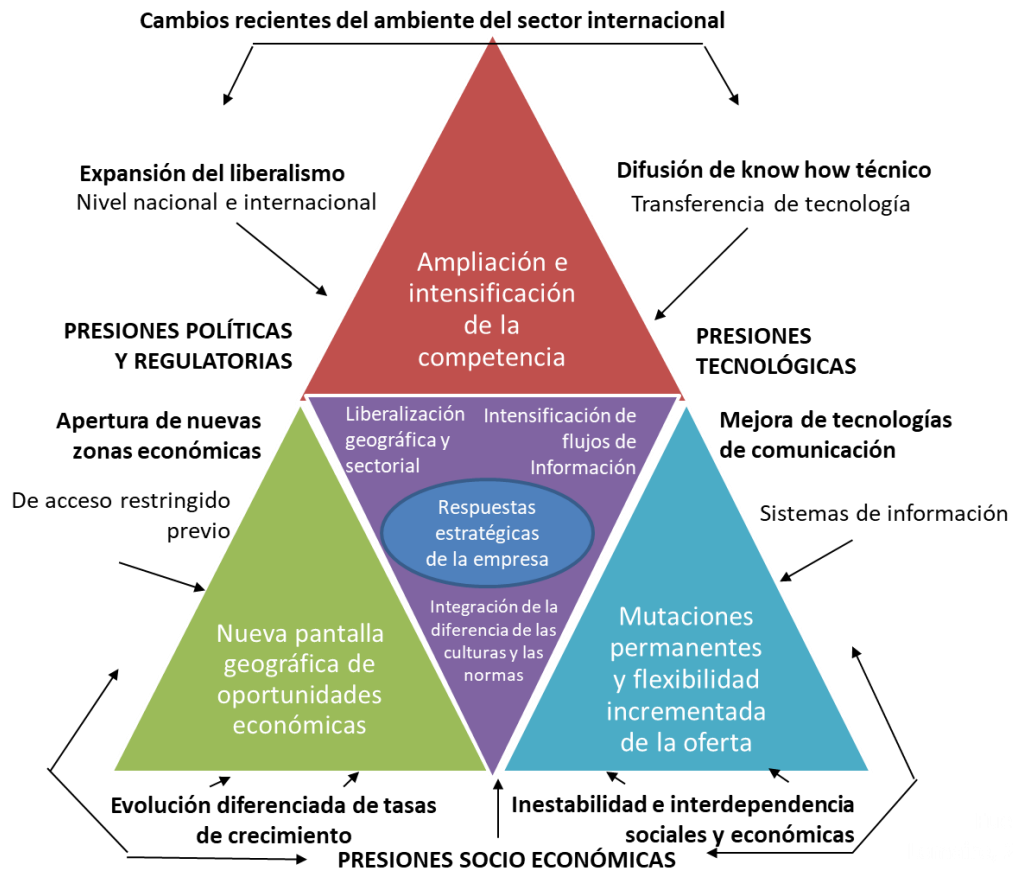 Cambios recientes del ambiente del sector internacional
Expansión del liberalismo
Nivel nacional e internacional
Difusión de know how técnico
Transferencia de tecnología
Ampliación e
intensificación
de la
competencia
PRESIONES POLÍTICAS
Y REGULATORIAS
PRESIONES
TECNOLÓGICAS
Apertura de nuevas
zonas económicas
De acceso restringido
previo
Liberalización
geográfica y
sectorial
Intensificación de
flujos de
Información
Mejora de tecnologías
de comunicación
Sistemas de información
Respuestas
estratégicas
de la empresa
Integración de la
diferencia de las
culturas y las
normas
Nueva pantalla
geográfica de
oportunidades
económicas
Mutaciones
permanentes
y flexibilidad
incrementada
de la oferta
Evolución diferenciada de tasas
de crecimiento
Inestabilidad e interdependencia
sociales y económicas
PRESIONES SOCIO ECONÓMICAS